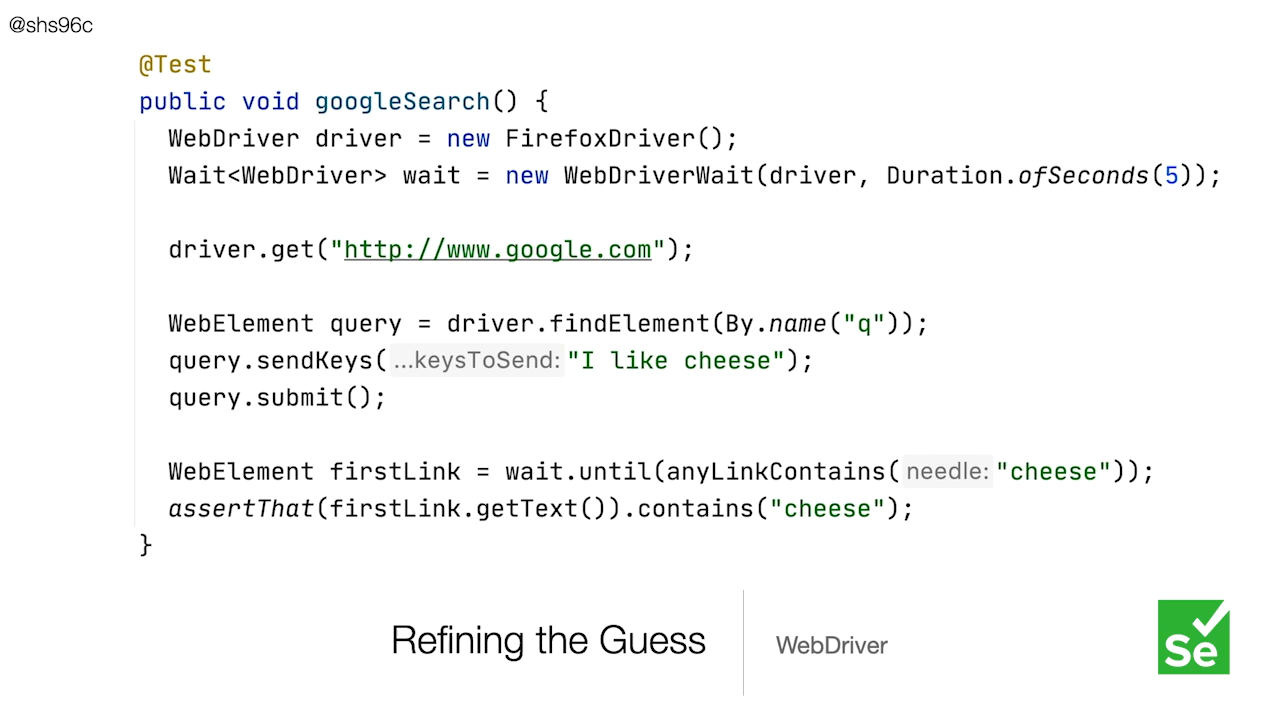 @shs96c
@Test
public void googleSearch() {
WebDriver driver = new FirefoxDriver();
Wait<WebDriver> wait = new WebDriverWait(driver, Duration.ofSeconds(5));
driver.get("http://www.google.com");
WebElement query = driver.findElement(By.name("q"));
query.sendKeys( ...keysToSend: "I like cheese");
query.submit();
WebElement firstLink = wait.until(anyLinkContains( needle: "cheese"));
assertThat(firstLink.getText()).contains("cheese");
}
Refining the Guess
WebDriver
Se